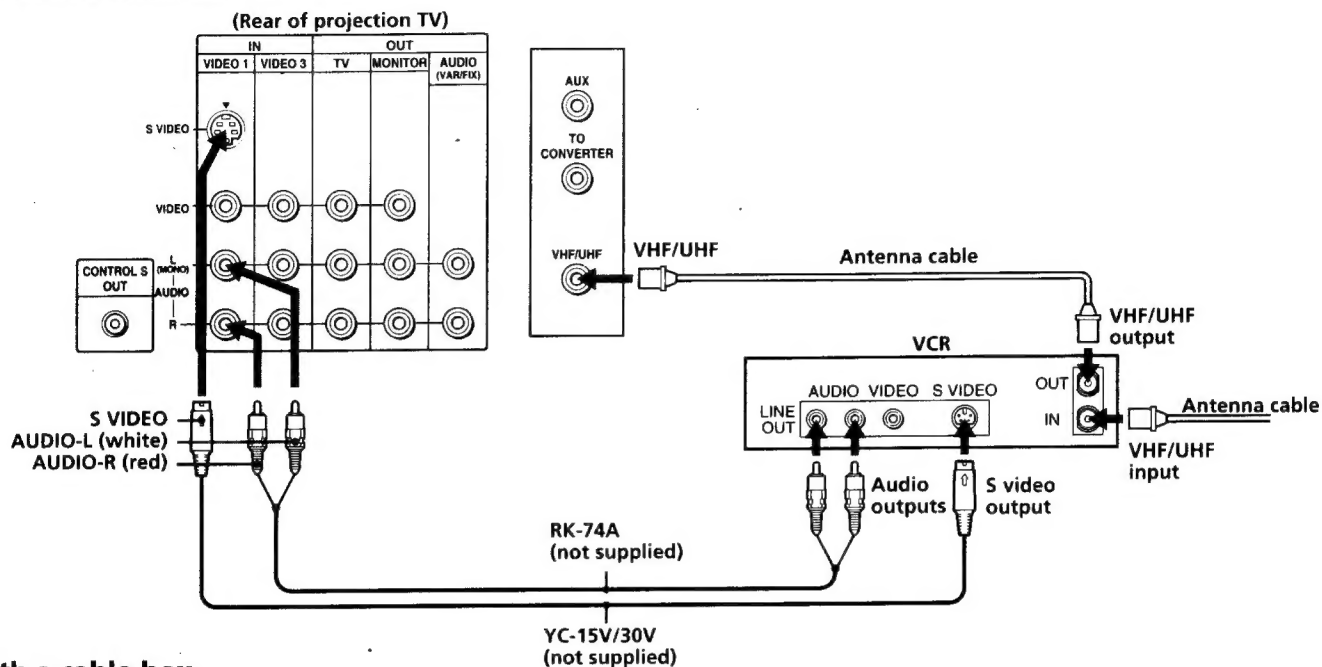 (Rear of projection TV)
IN
OUT
VIDEO 1
VIDEO 3
TV
MONITOR
AUDIO
(VAR/FIX)
S VIDEO
VIDEO
L
(MONO)
AUDIO
R
CONTROL S
OUT
AUX
TO
CONVERTER
VHF/UHF
VHF/UHF
Antenna cable
VHF/UHF
output
VCR
AUDIO
VIDEO
S VIDEO
LINE
OUT
OUT
IN
Antenna cable
VHF/UHF
input
S VIDEO
AUDIO-L (white)
AUDIO-R (red)
Audio
outputs
S video
output
RK-74A
(not supplied)
YC-15V/30V
(not supplied)